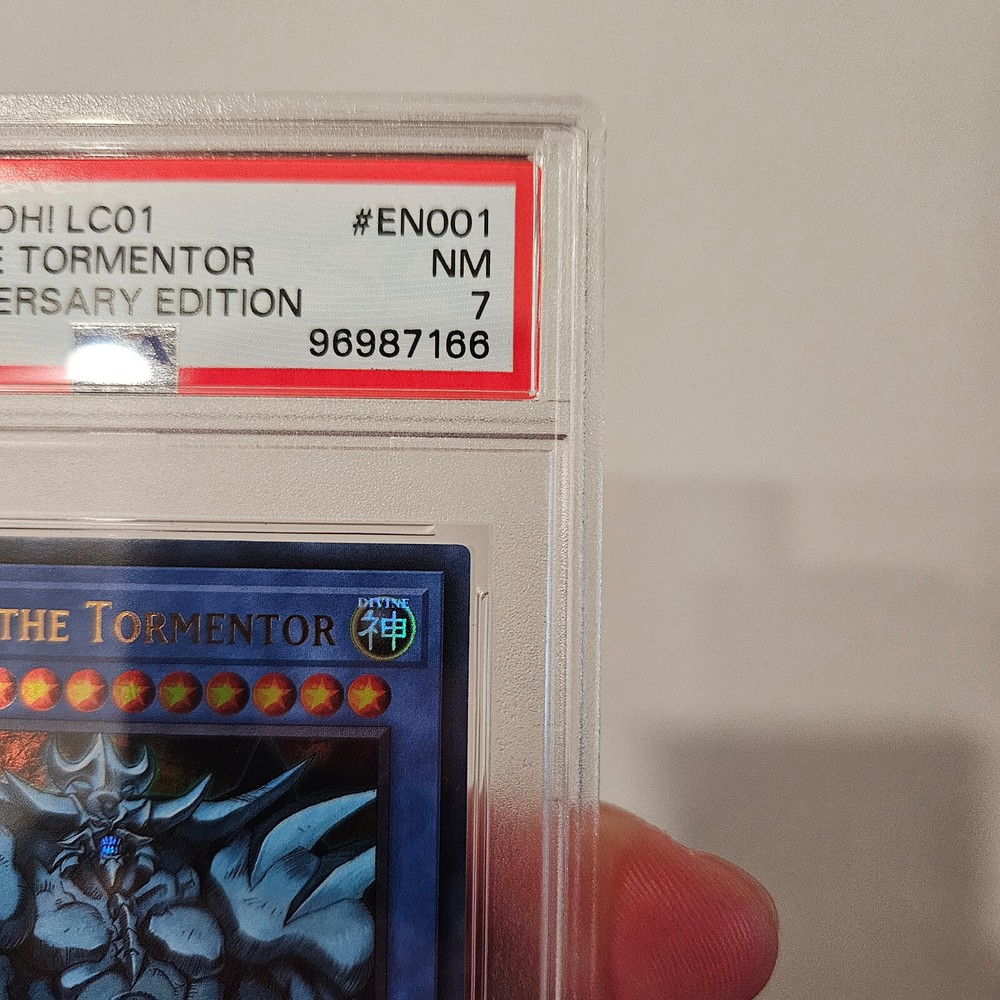 OH! LC01 #EN001
E TORMENTOR NM
ERSARY EDITION 7
96987166
THE TORMENTOR
DIVINE
神